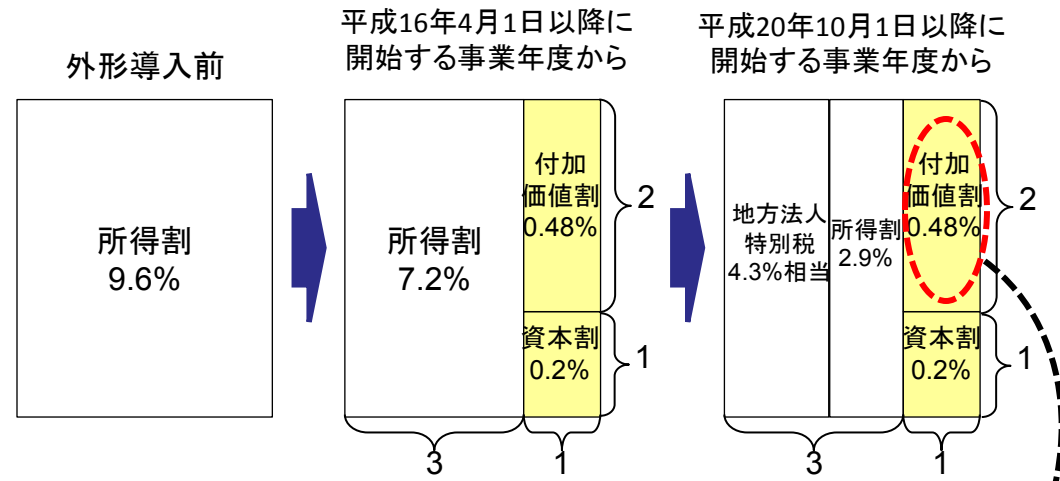 外形導入前
所得割
9.6%
平成16年4月1日以降に
開始する事業年度から
所得割
7.2%
付加
価値割
0.48%
資本割
0.2%
2
1
3
1
平成20年10月1日以降に
開始する事業年度から
地方法人
特別税
4.3%相当
所得割
2.9%
付加
価値割
0.48%
資本割
0.2%
2
1
3
1